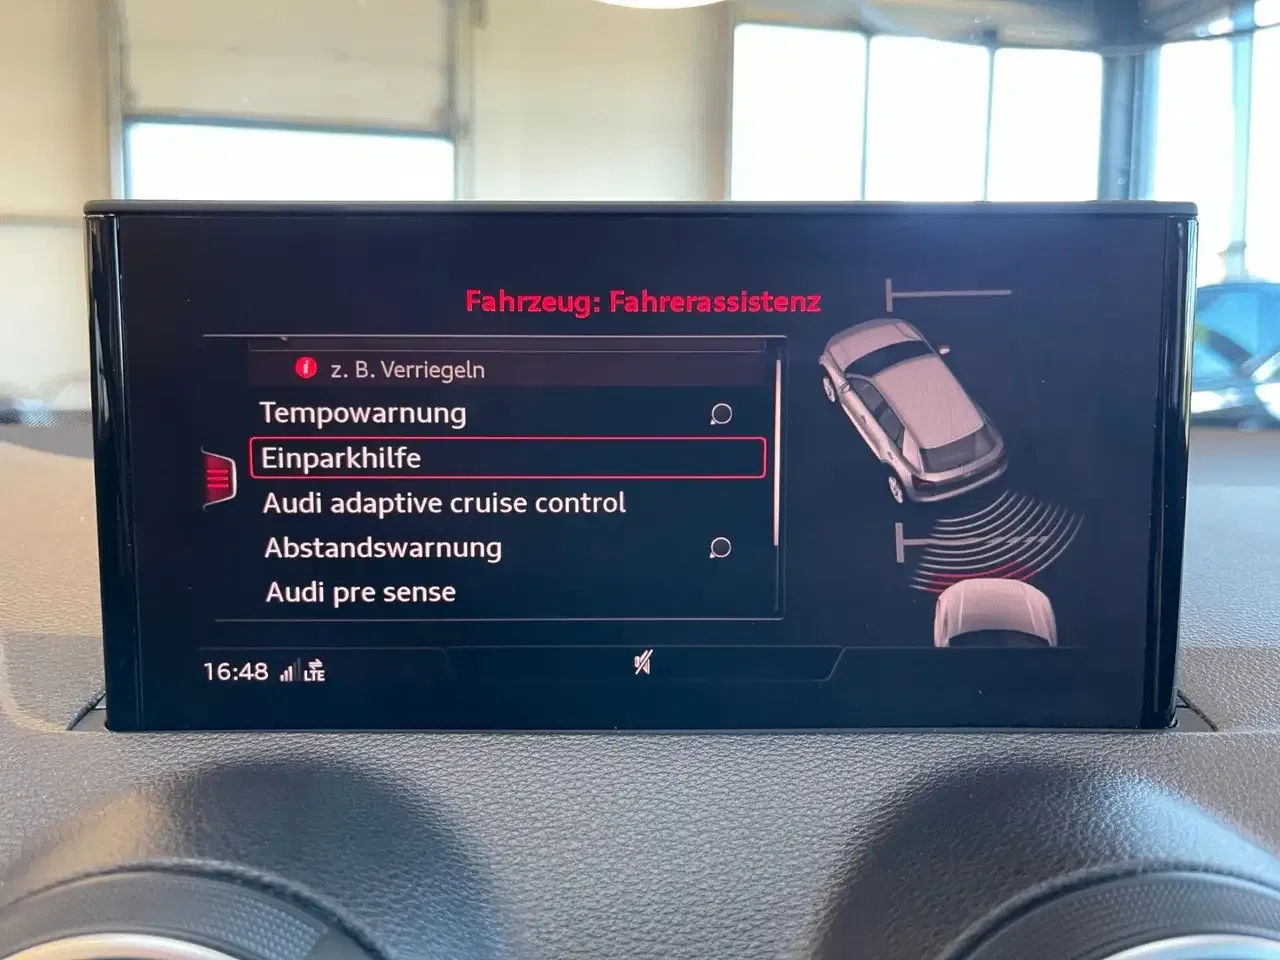 Fahrzeug: Fahrerassistenz
i z. B. Verriegeln
Tempowarnung
Einparkhilfe
Audi adaptive cruise control
Abstandswarnung
Audi pre sense
16:48 LTE